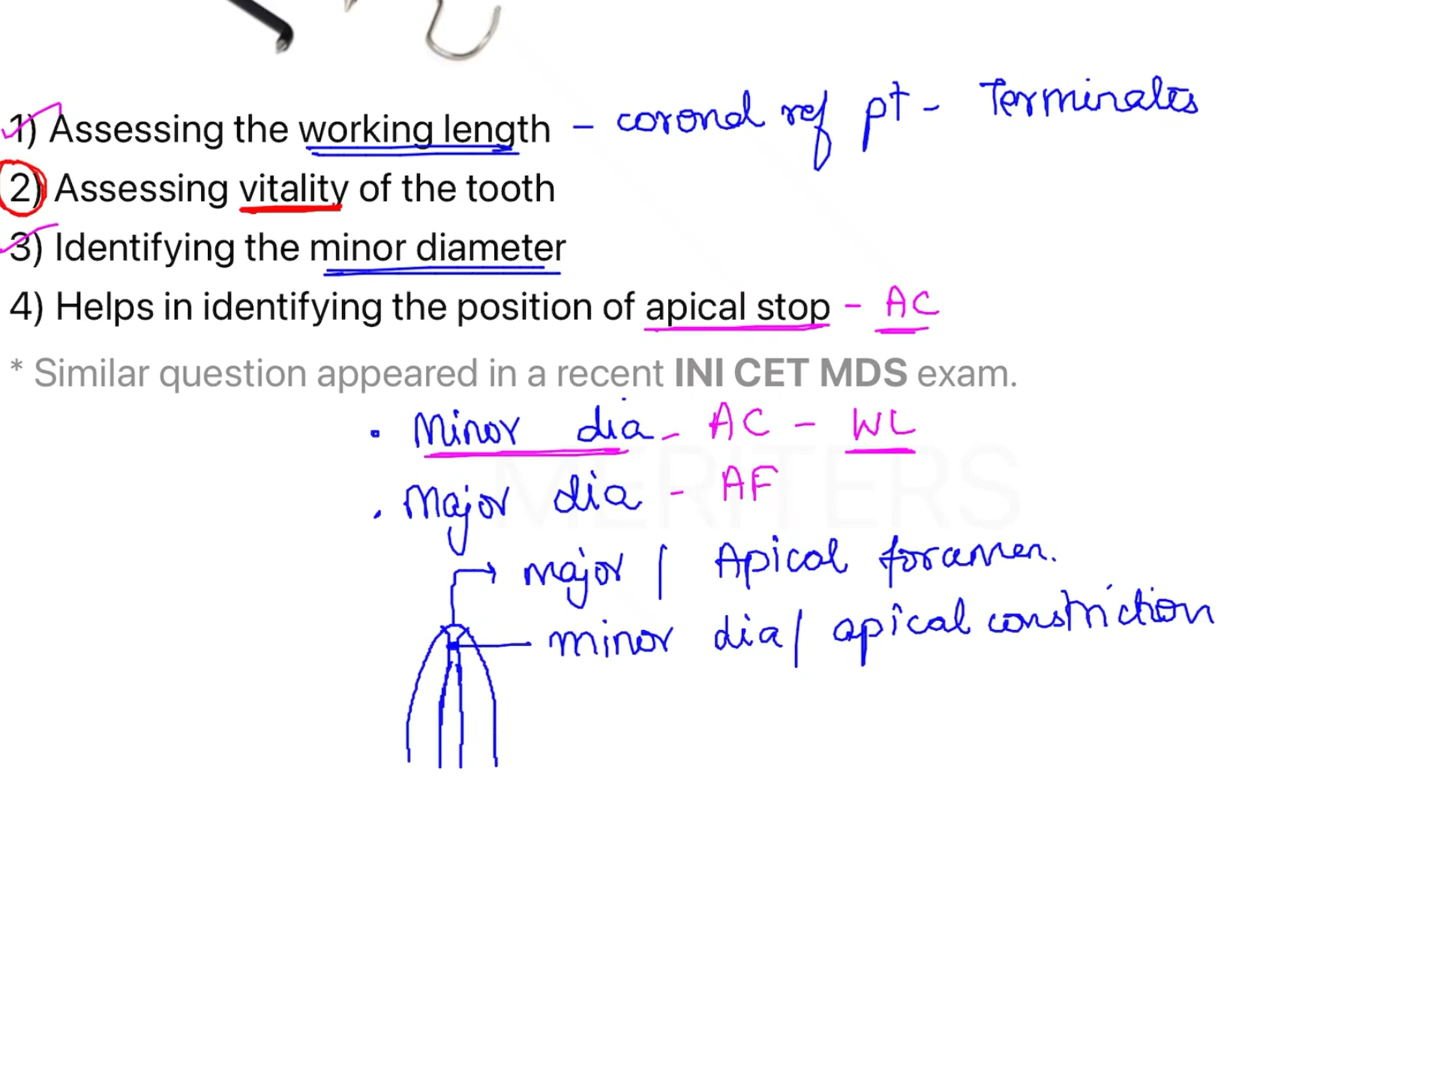 1) Assessing the working length - coronal ref pt - Terminates
2) Assessing vitality of the tooth
3) Identifying the minor diameter
4) Helps in identifying the position of apical stop - AC
* Similar question appeared in a recent INI CET MDS exam.
• Minor dia - AC - WL
• Major dia - AF
MERITERS
major / Apical foramen.
minor dia / apical constriction